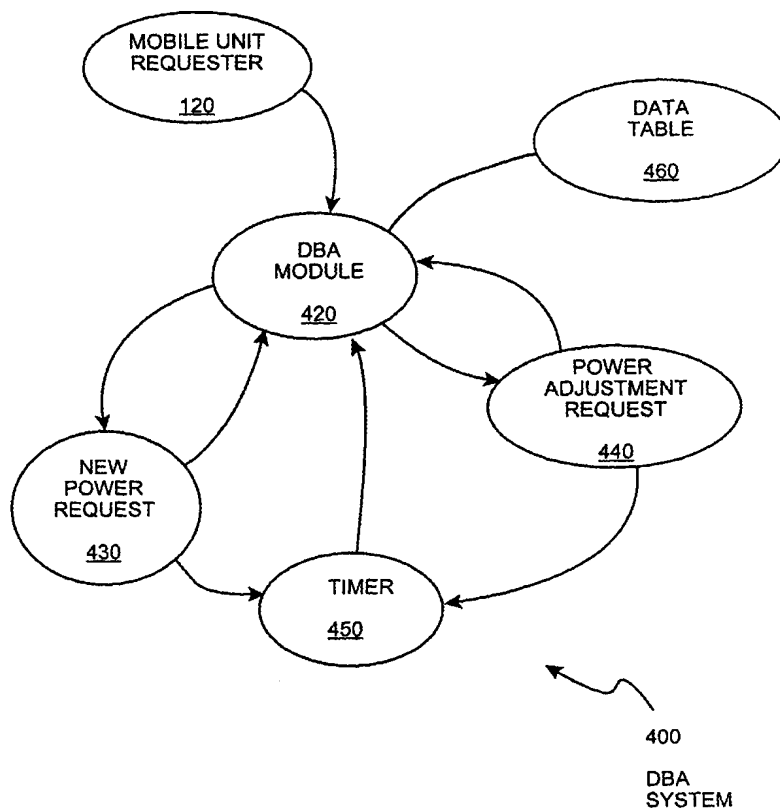 MOBILE UNIT
REQUESTER
120
DATA
TABLE
460
DBA
MODULE
420
POWER
ADJUSTMENT
REQUEST
440
NEW
POWER
REQUEST
430
TIMER
450
400
DBA
SYSTEM